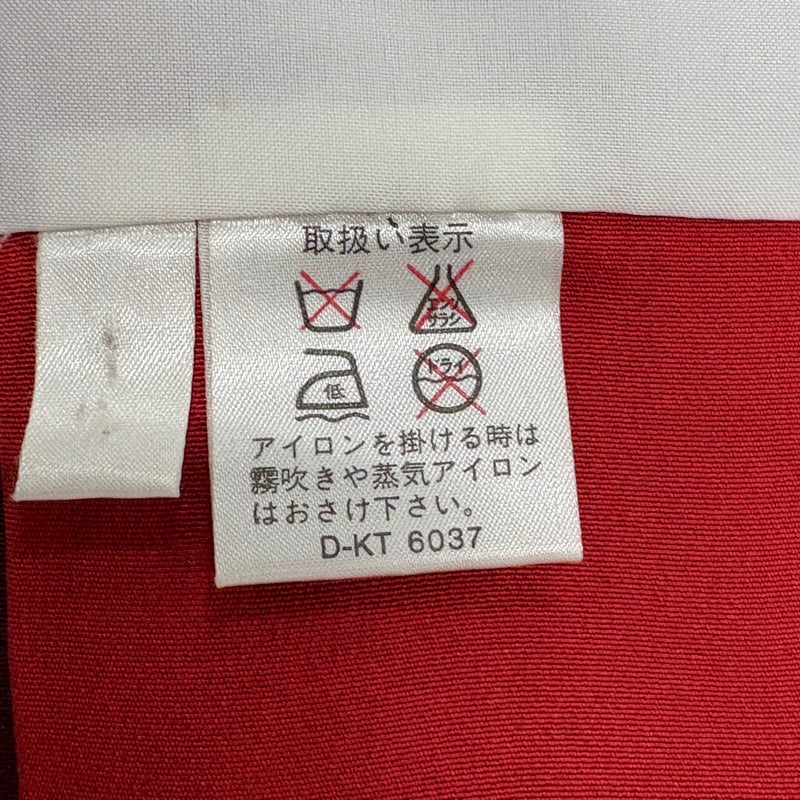 取扱い表示
エンソ
サラシ
低
ドライ
アイロンを掛ける時は
霧吹きや蒸気アイロン
はおさけ下さい。
D-KT 6037